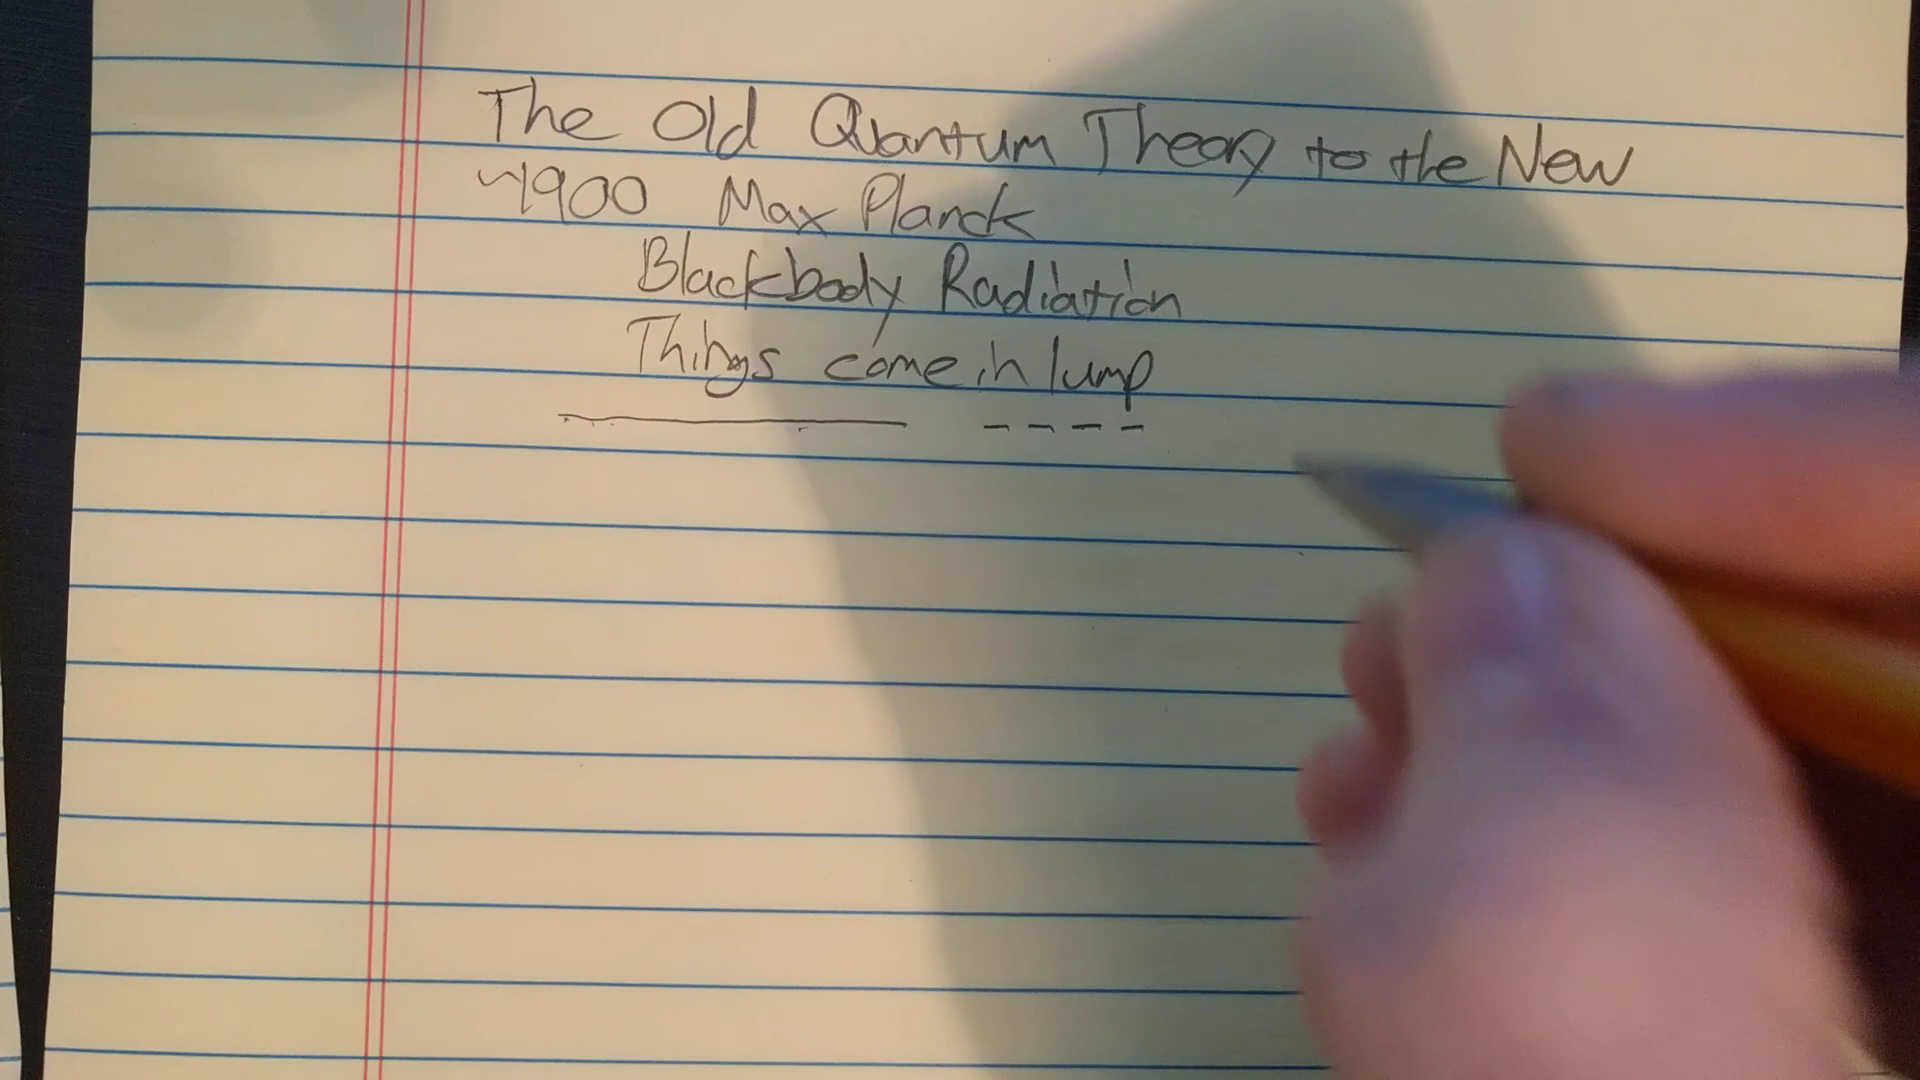 The Old Quantum Theory to the New
~1900 Max Planck
Blackbody Radiation
Things come in lump